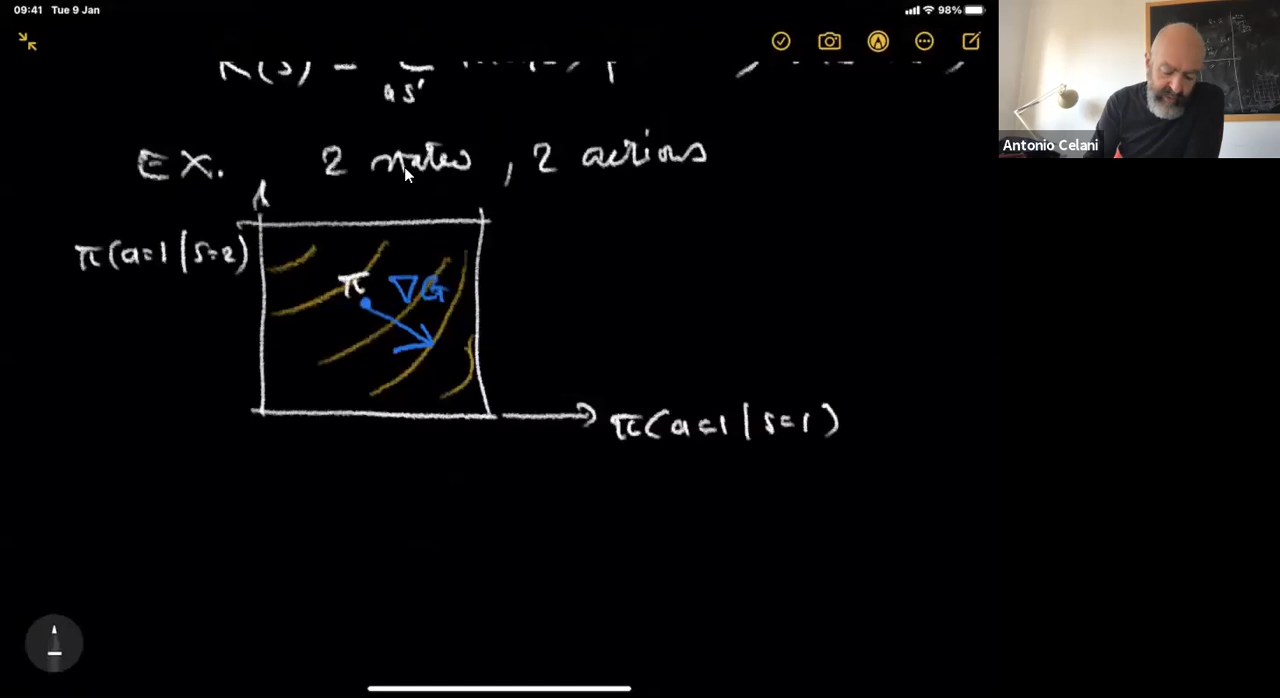 09:41 Tue 9 Jan
98%
Antonio Celani
a s'
EX. 2 states, 2 actions
π(a=1|s=2)
π ∇G
π(a=1|s=1)